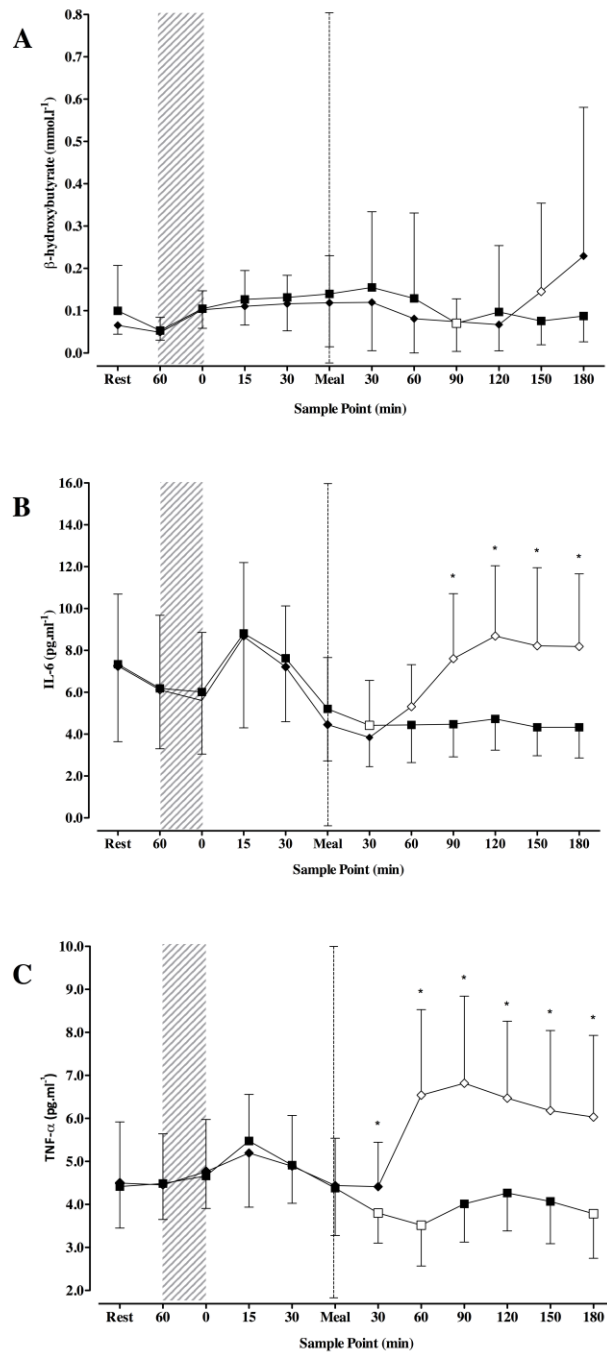 A
β-hydroxybutyrate (mmol.l⁻¹)
0.8
0.7
0.6
0.5
0.4
0.3
0.2
0.1
0.0
Rest 60 0 15 30 Meal 30 60 90 120 150 180
Sample Point (min)
B
IL-6 (pg.ml⁻¹)
16.0
14.0
12.0
10.0
8.0
6.0
4.0
2.0
0.0
* * * *
Rest 60 0 15 30 Meal 30 60 90 120 150 180
Sample Point (min)
C
TNF-α (pg.ml⁻¹)
10.0
9.0
8.0
7.0
6.0
5.0
4.0
3.0
2.0
* * * * * *
Rest 60 0 15 30 Meal 30 60 90 120 150 180
Sample Point (min)